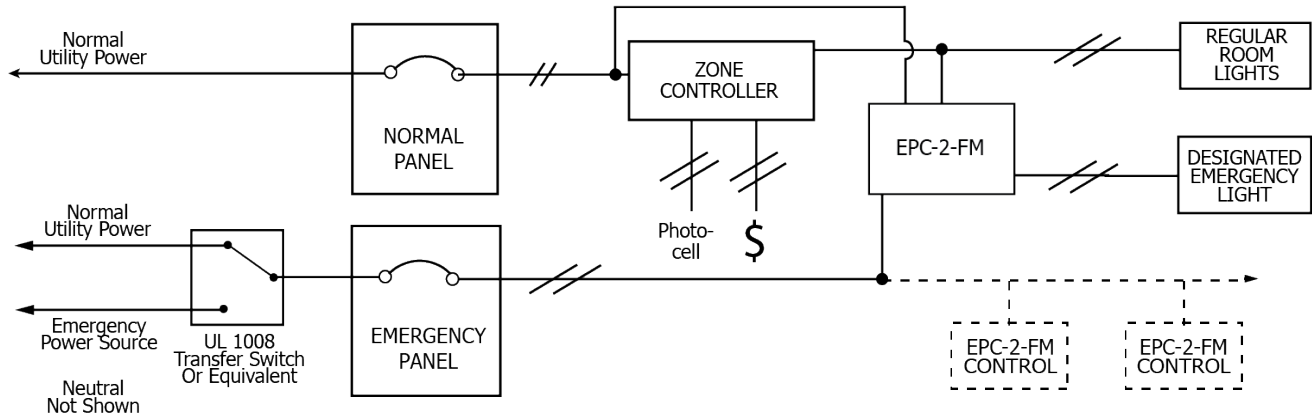 Normal
Utility Power
NORMAL
PANEL
ZONE
CONTROLLER
Photo-
cell
$
EPC-2-FM
REGULAR
ROOM
LIGHTS
DESIGNATED
EMERGENCY
LIGHT
Normal
Utility Power
Emergency
Power Source
UL 1008
Transfer Switch
Or Equivalent
EMERGENCY
PANEL
EPC-2-FM
CONTROL
EPC-2-FM
CONTROL
Neutral
Not Shown